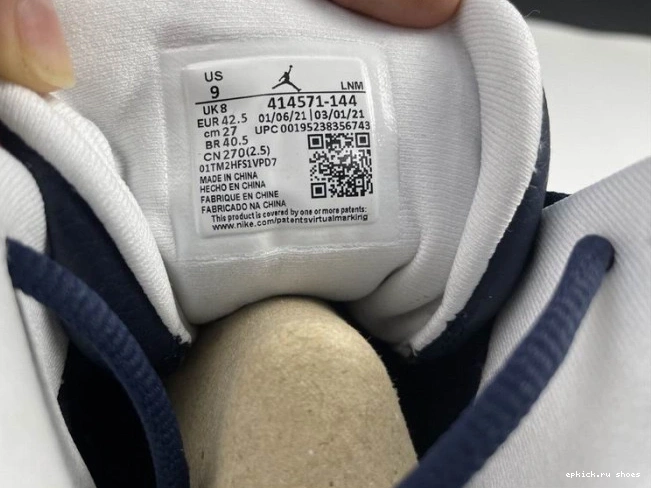 US
9
LNM
UK 8
414571-144
EUR 42.5
01/06/21 | 03/01/21
cm 27
UPC 00195238356743
BR 40.5
CN 270(2.5)
01TM2HFS1VPD7
MADE IN CHINA
HECHO EN CHINA
FABRIQUE EN CHINE
FABRICADO NA CHINA
This product is covered by one or more patents:
www.nike.com/patentsvirtualmarking
epkick.ru shoes